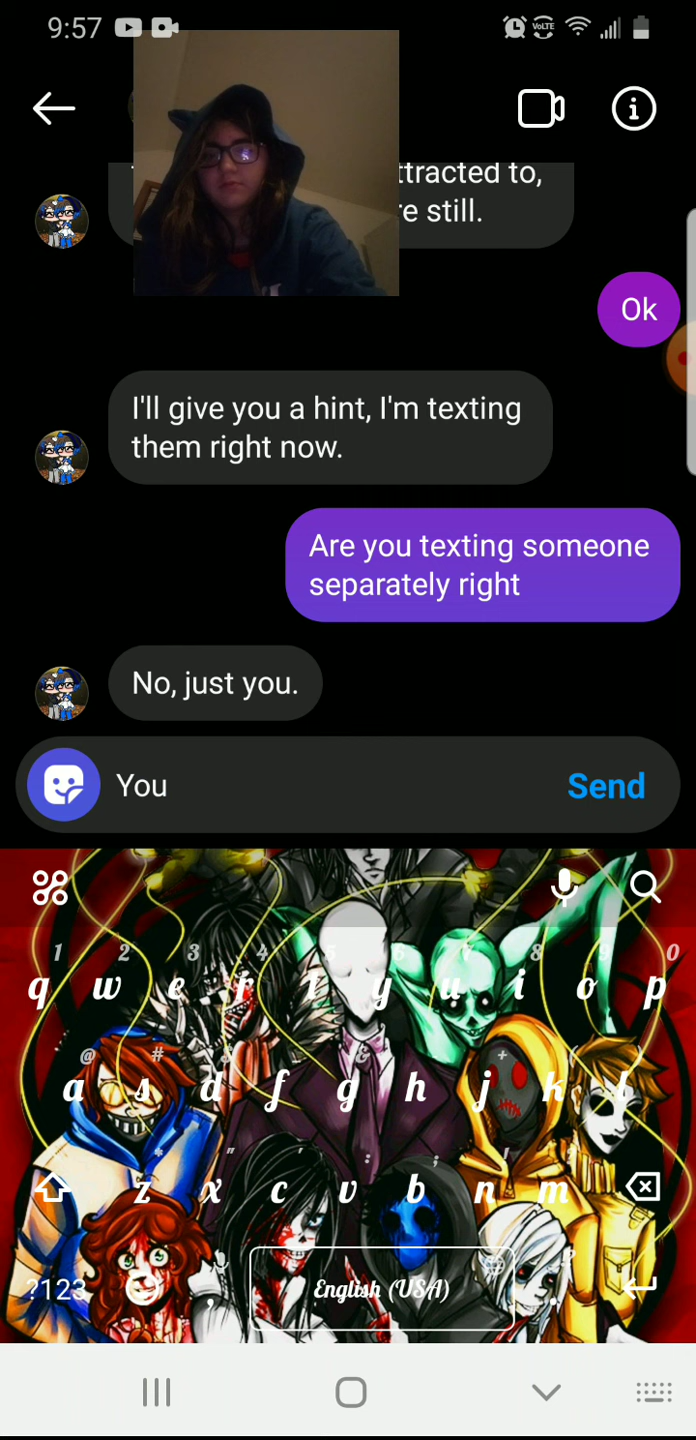 9:57
VoLTE
ttracted to,
re still.
Ok
I'll give you a hint, I'm texting
them right now.
Are you texting someone
separately right
No, just you.
You
Send
1 2 3 4 5 6 7 8 9 0
q w e r t y u i o p
@ # & + ( )
a s d f g h j k l
* " ' : ; ! ?
z x c v b n m
?123 , English (USA) .